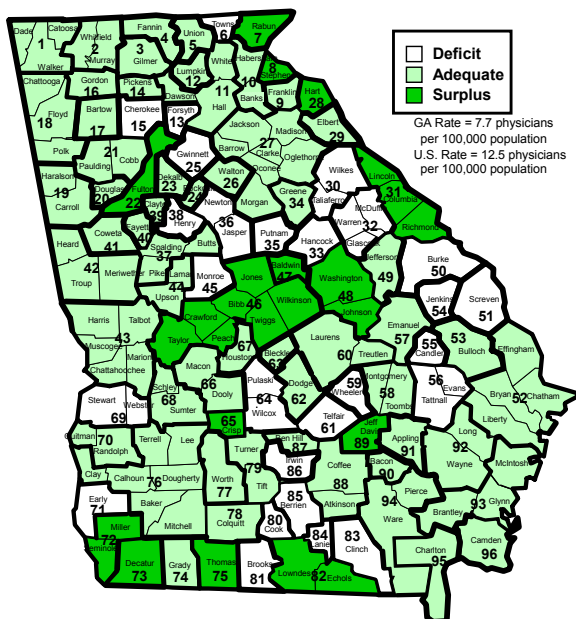 Deficit
Adequate
Surplus
GA Rate = 7.7 physicians
per 100,000 population
U.S. Rate = 12.5 physicians
per 100,000 population
Dade
Catoosa
1
Walker
Whitfield
2
Murray
Fannin
4
3
Gilmer
Union
5
Towns
6
Rabun
7
8
Stephens
Chattooga
Gordon
16
Pickens
14
Lumpkin
12
White
11
Habers
10
Banks
Franklin
9
Hart
28
Dawson
Floyd
18
Bartow
17
Cherokee
15
Forsyth
13
Hall
Jackson
Madison
Elbert
29
Polk
21
Paulding
Cobb
Gwinnett
25
Barrow
27
Clarke
Oconee
Oglethorp
Wilkes
30
Lincoln
31
Columbia
Haralson
19
Carroll
Douglas
20
Fulton
22
Dekalb
23
Rockdale
24
Walton
26
Newton
Morgan
Greene
34
Taliaferro
McDuffie
Warren
32
Richmond
Glascock
Clayton
39
38
Henry
36
Jasper
Putnam
35
Hancock
33
Coweta
41
Fayette
40
Spalding
37
Butts
Heard
42
Troup
Meriwether
Pike
Lamar
44
Upson
Monroe
45
Jones
Baldwin
47
Washington
48
Johnson
Jefferson
49
Burke
50
Jenkins
54
Screven
51
Harris
43
Talbot
Muscogee
Marion
Chattahoochee
Taylor
Crawford
Bibb
46
Wilkinson
Twiggs
Peach
67
Houston
Bleckley
63
Laurens
60
Treutlen
Emanuel
57
55
Candler
53
Bulloch
Effingham
Macon
66
Dooly
Schley
68
Sumter
Pulaski
64
Wilcox
Dodge
62
59
Wheeler
Montgomery
58
Toombs
56
Tattnall
Evans
Bryan
52
Chatham
Stewart
69
Webster
65
Crisp
Telfair
61
Jeff
Davis
89
Appling
91
Long
92
Wayne
Liberty
McIntosh
Quitman
70
Randolph
Terrell
Lee
Turner
Ben Hill
87
Irwin
86
Coffee
88
Bacon
90
Clay
Calhoun
76
Dougherty
Worth
77
79
Tift
85
Berrien
Atkinson
94
Ware
Pierce
Brantley
93
Glynn
Early
71
Baker
Mitchell
78
Colquitt
80
Cook
84
Lanier
83
Clinch
Miller
72
Seminole
Decatur
73
Grady
74
Thomas
75
Brooks
81
Lowndes
82
Echols
Charlton
95
Camden
96